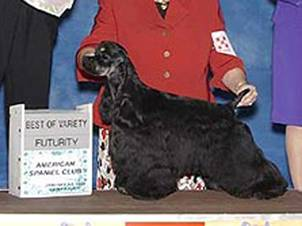 BEST OF VARIETY
FUTURITY
AMERICAN
SPANIEL CLUB